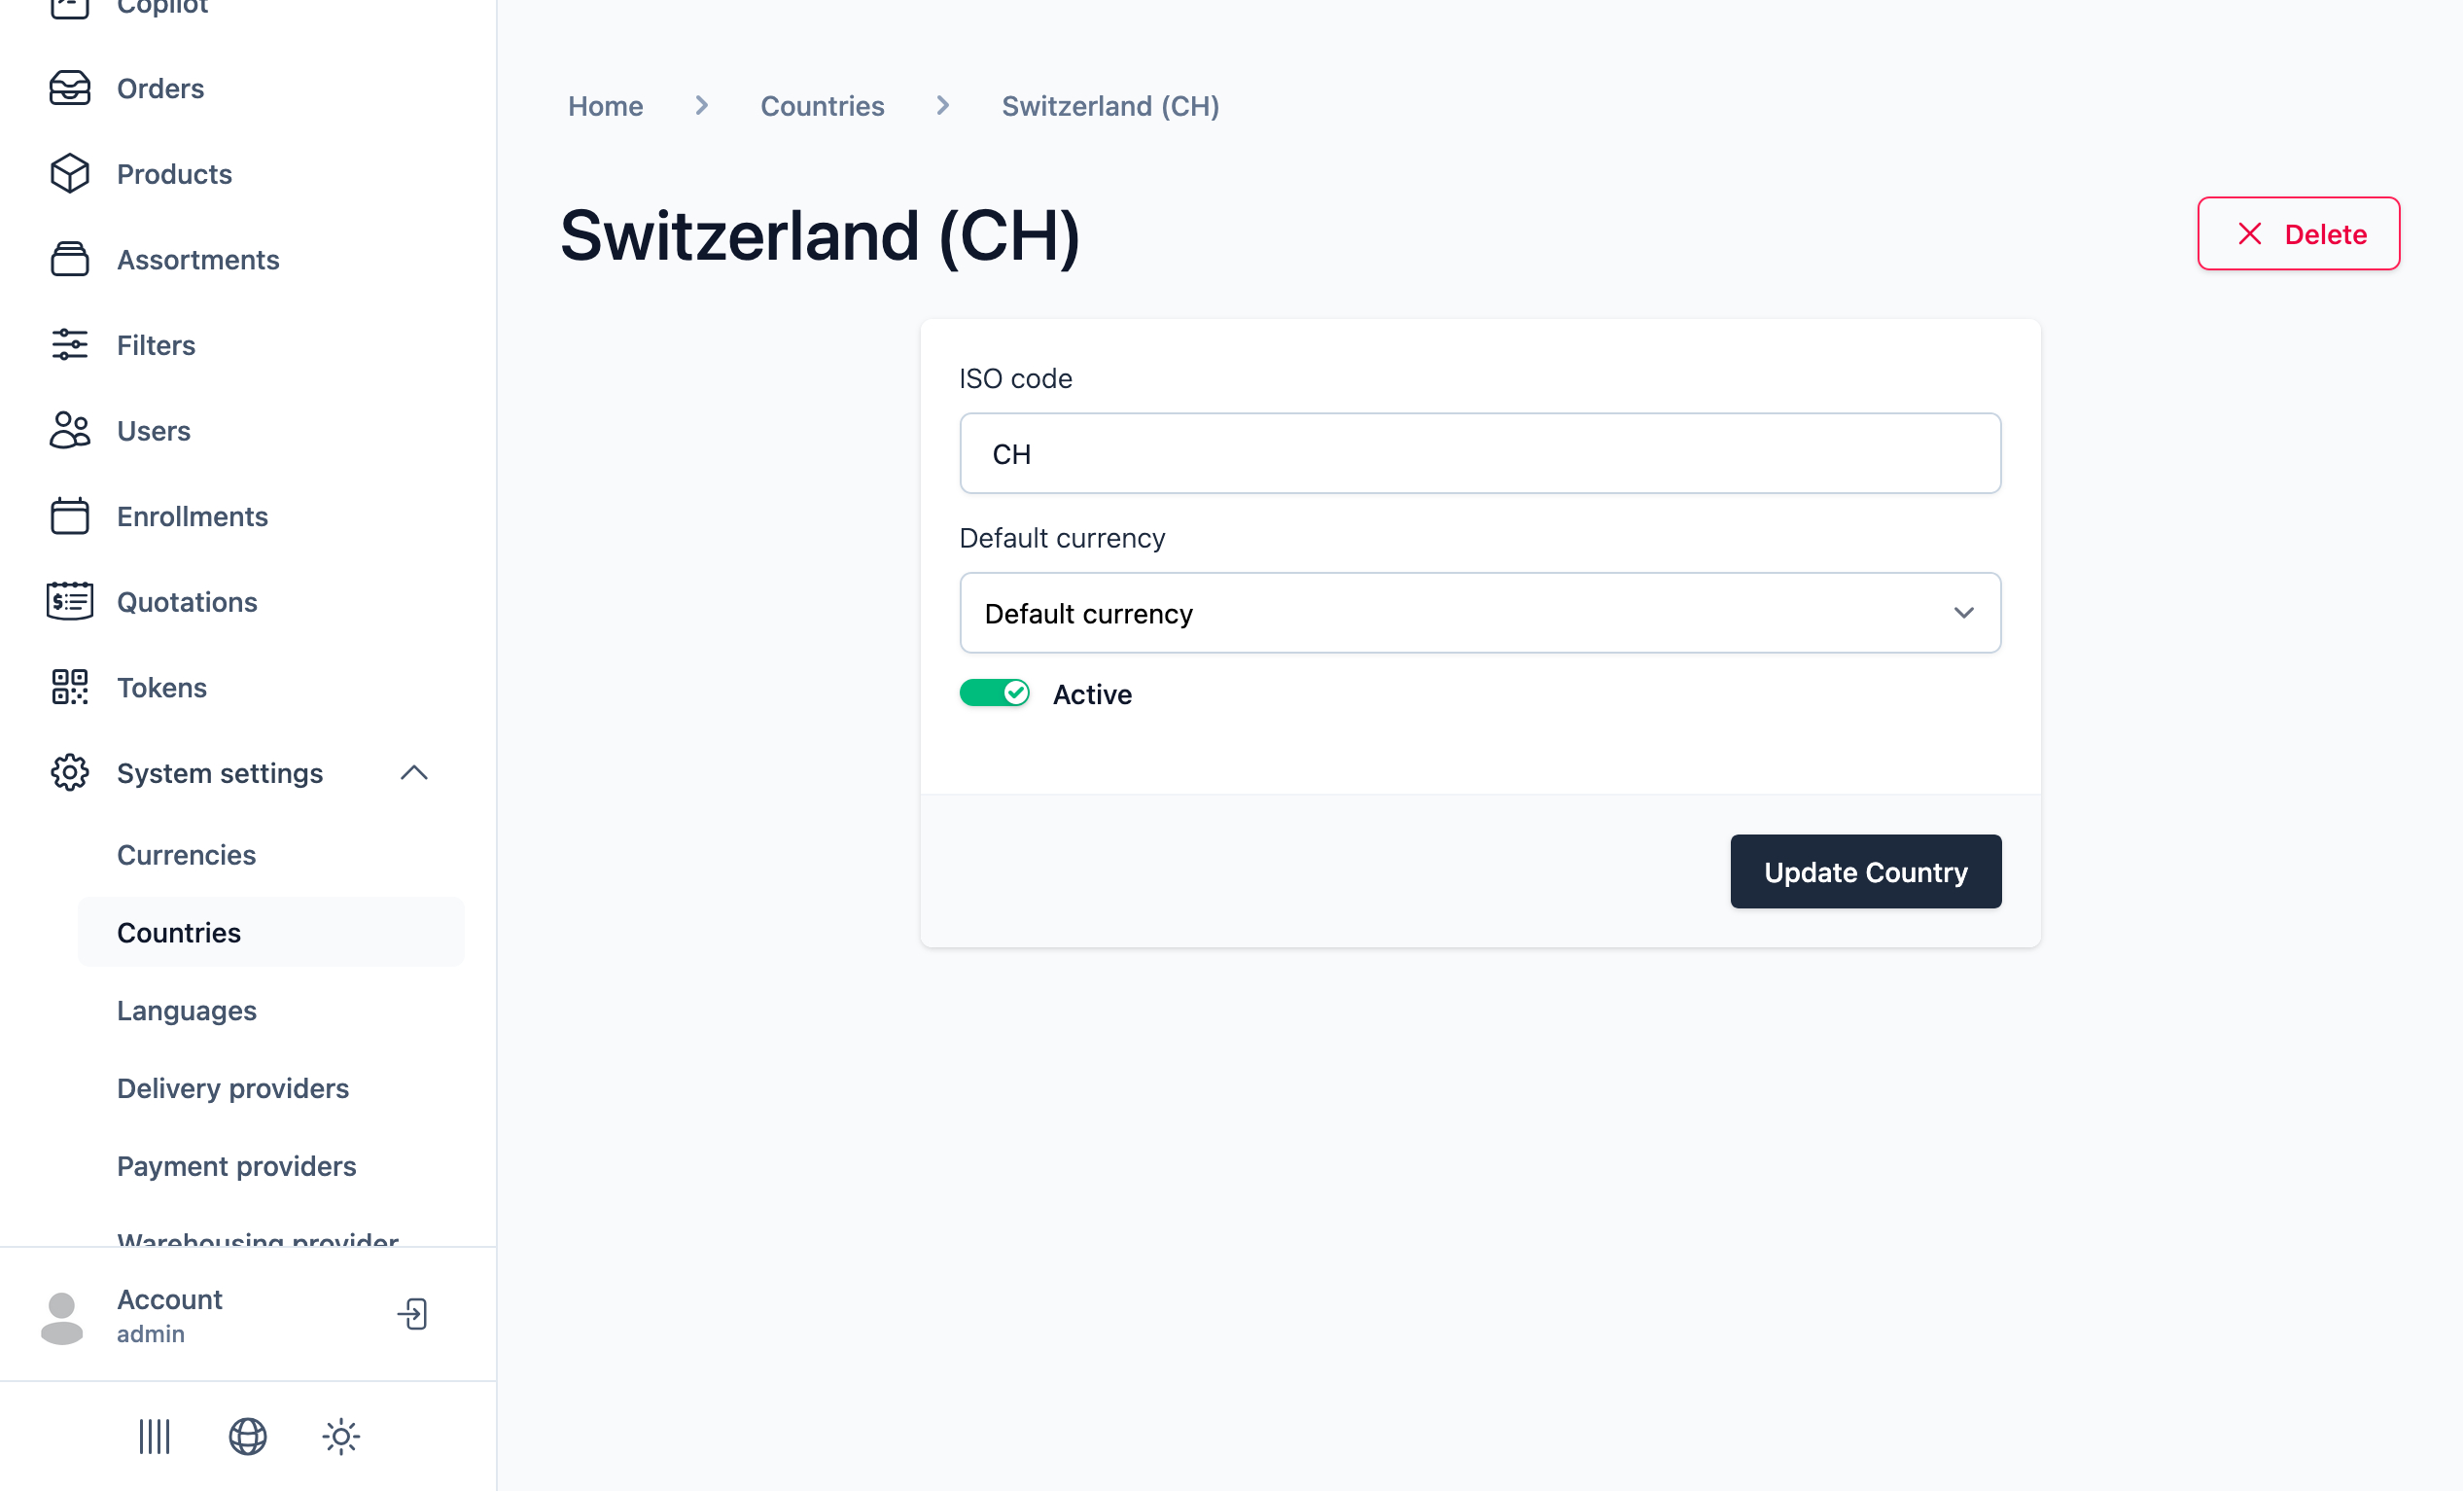 Copilot
Orders
Products
Assortments
Filters
Users
Enrollments
Quotations
Tokens
System settings
Currencies
Countries
Languages
Delivery providers
Payment providers
Warehousing provider
Account
admin
Home
Countries
Switzerland (CH)
Switzerland (CH)
Delete
ISO code
CH
Default currency
Default currency
Active
Update Country